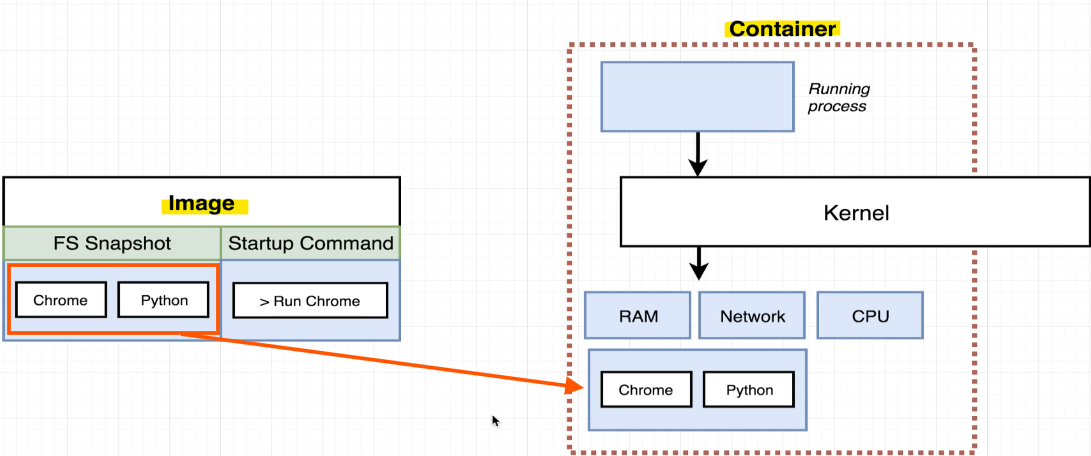 Container
Running
process
Kernel
Image
FS Snapshot
Startup Command
Chrome
Python
> Run Chrome
RAM
Network
CPU
Chrome
Python